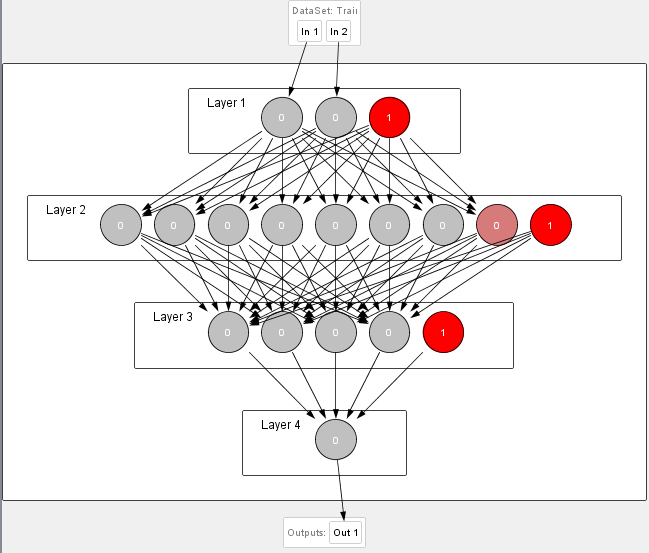 DataSet: Trair
In 1 In 2
Layer 1
0 0 1
Layer 2
0 0 0 0 0 0 0 0 1
Layer 3
0 0 0 0 1
Layer 4
0
Outputs: Out 1